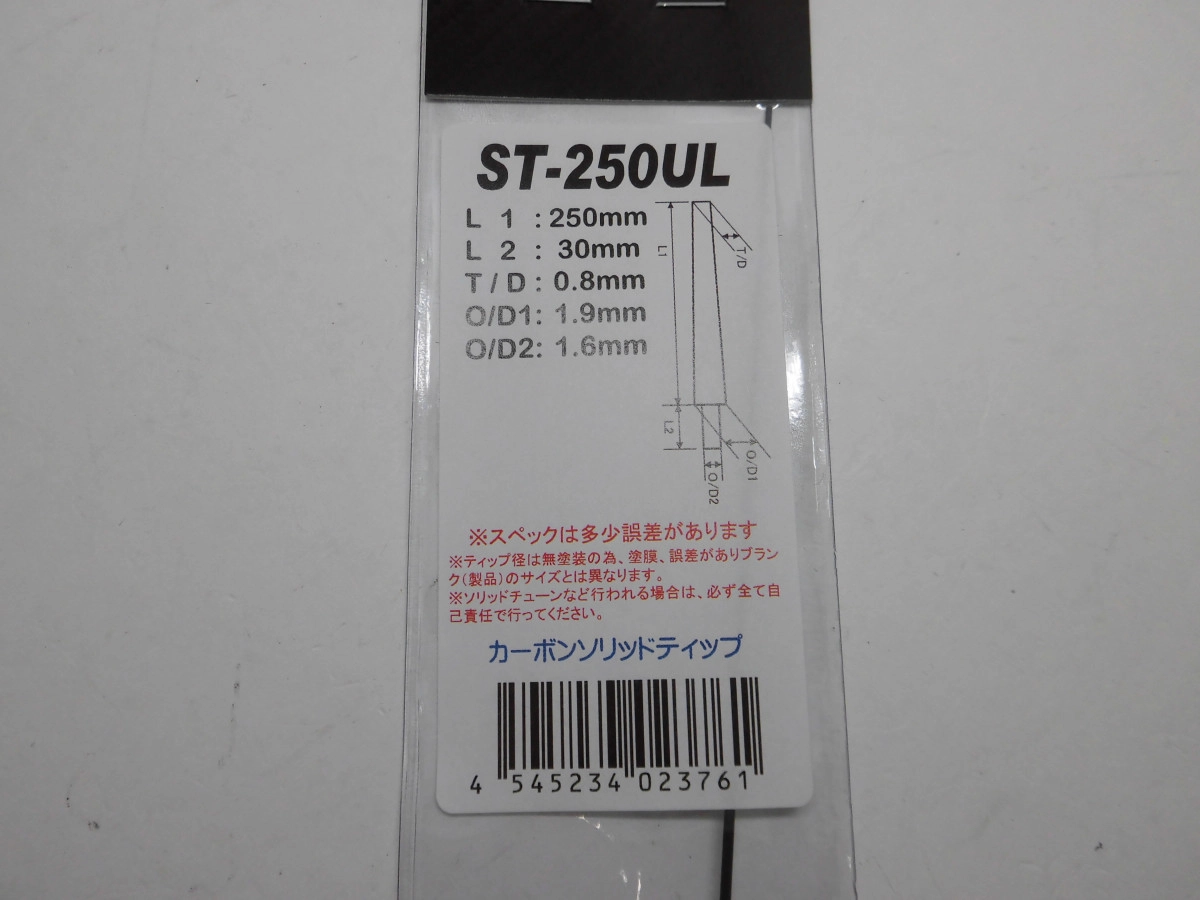 ST-250UL
L 1 : 250mm
L 2 : 30mm
T/D : 0.8mm
O/D1: 1.9mm
O/D2: 1.6mm
T/D
L1
L2
O/D1
O/D2
※スペックは多少誤差があります
※ティップ径は無塗装の為、塗膜、誤差がありブラン
ク(製品)のサイズとは異なります。
※ソリッドチューンなど行われる場合は、必ず全て自
己責任で行ってください。
カーボンソリッドティップ
4 545234 023761